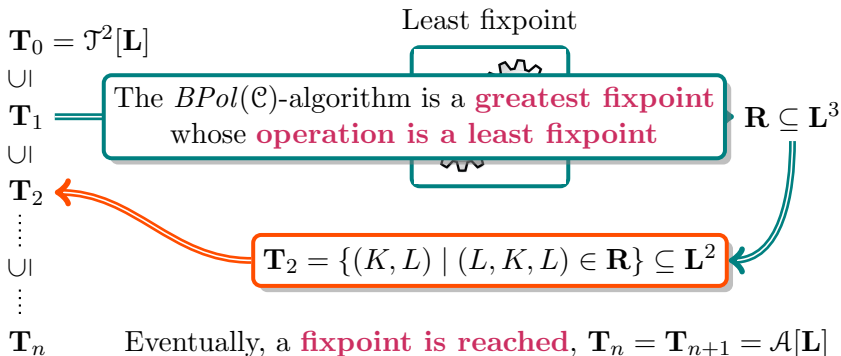 Least fixpoint
T₀ = 𝒯²[L]
∪|
The BPol(𝒞)-algorithm is a greatest fixpoint
whose operation is a least fixpoint
T₁
R ⊆ L³
∪|
T₂
⋮
T₂ = {(K, L) | (L, K, L) ∈ R} ⊆ L²
∪|
⋮
Tₙ
Eventually, a fixpoint is reached, Tₙ = Tₙ₊₁ = 𝒜[L]